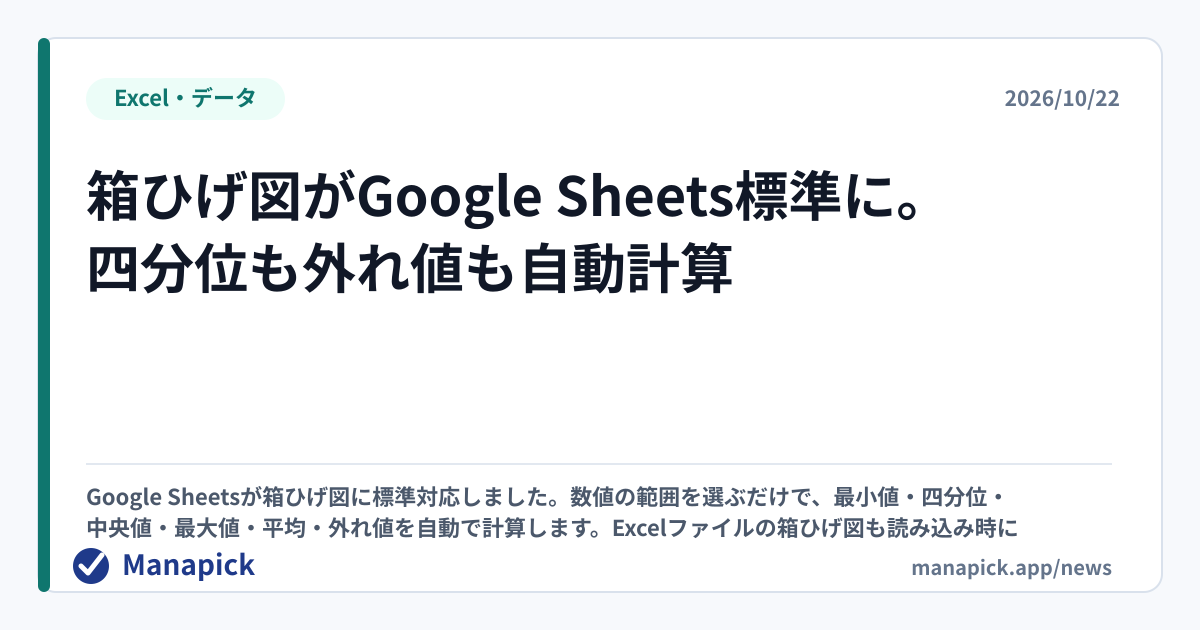 Excel・データ
2026/10/22
箱ひげ図がGoogle Sheets標準に。
四分位も外れ値も自動計算
Google Sheetsが箱ひげ図に標準対応しました。数値の範囲を選ぶだけで、最小値・四分位・
中央値・最大値・平均・外れ値を自動で計算します。Excelファイルの箱ひげ図も読み込み時に
Manapick
manapick.app/news